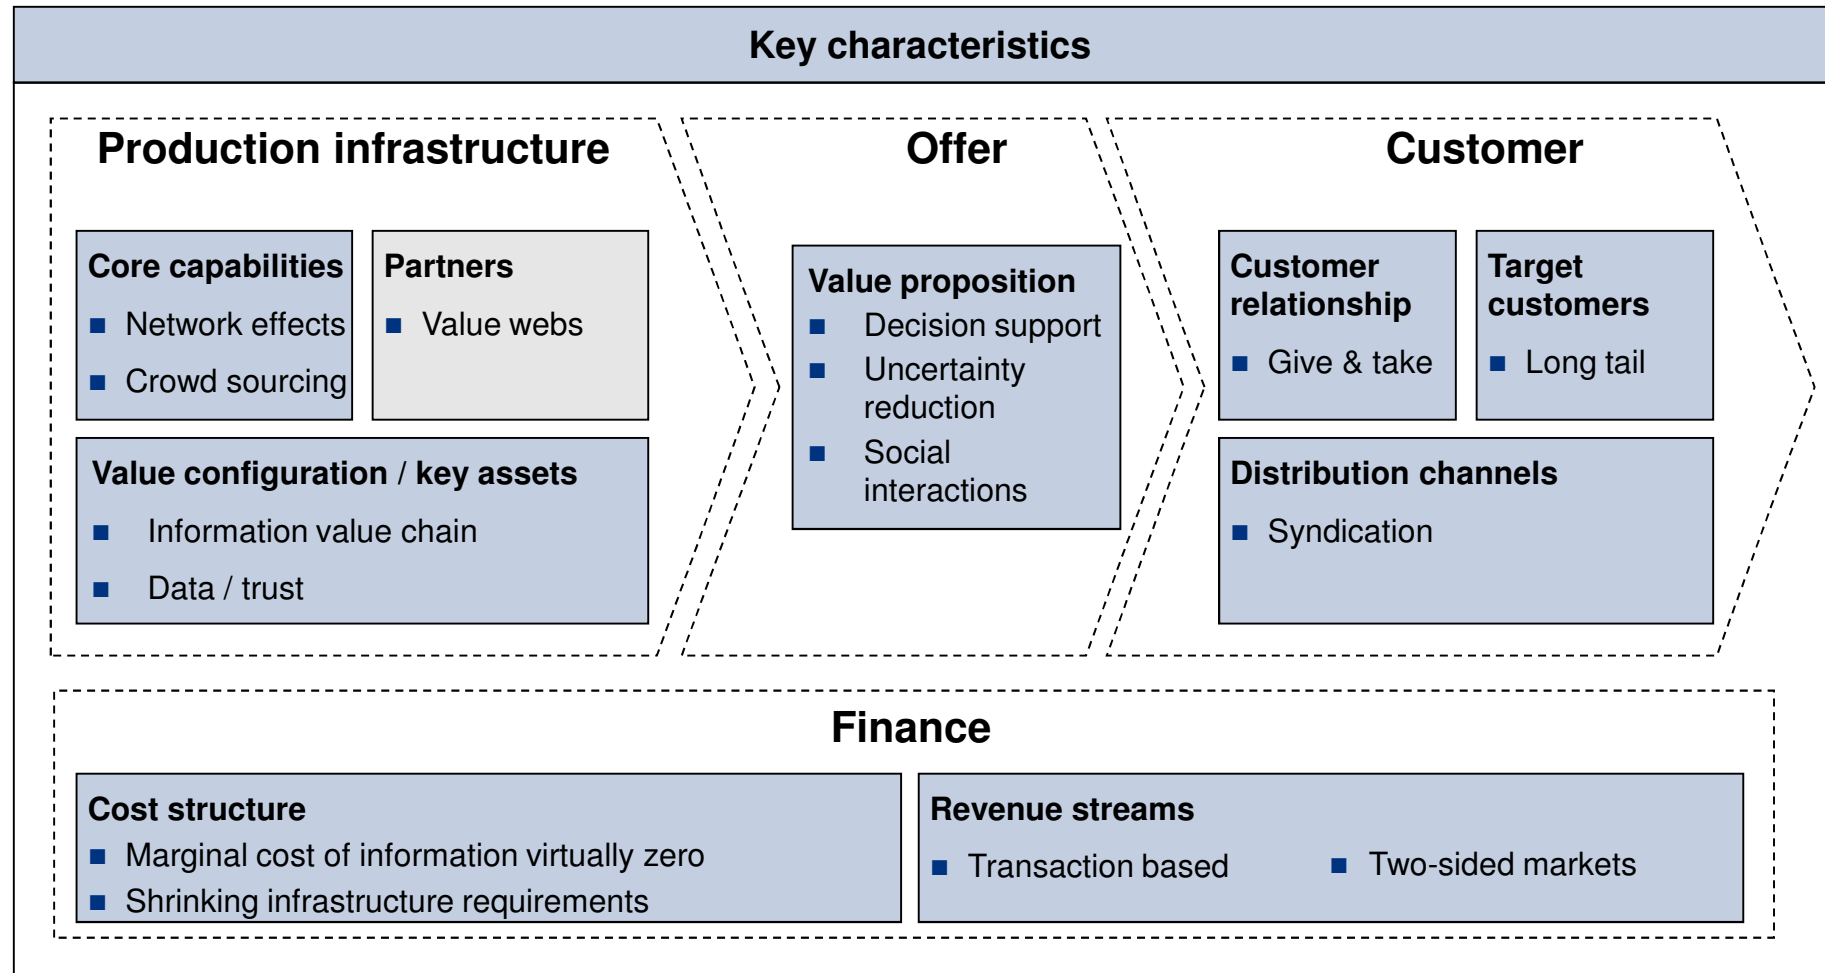 Key characteristics
Production infrastructure
Core capabilities
■ Network effects
■ Crowd sourcing
Partners
■ Value webs
Value configuration / key assets
■ Information value chain
■ Data / trust
Offer
Value proposition
■ Decision support
■ Uncertainty
reduction
■ Social
interactions
Customer
Customer
relationship
■ Give & take
Target
customers
■ Long tail
Distribution channels
■ Syndication
Finance
Cost structure
■ Marginal cost of information virtually zero
■ Shrinking infrastructure requirements
Revenue streams
■ Transaction based
■ Two-sided markets